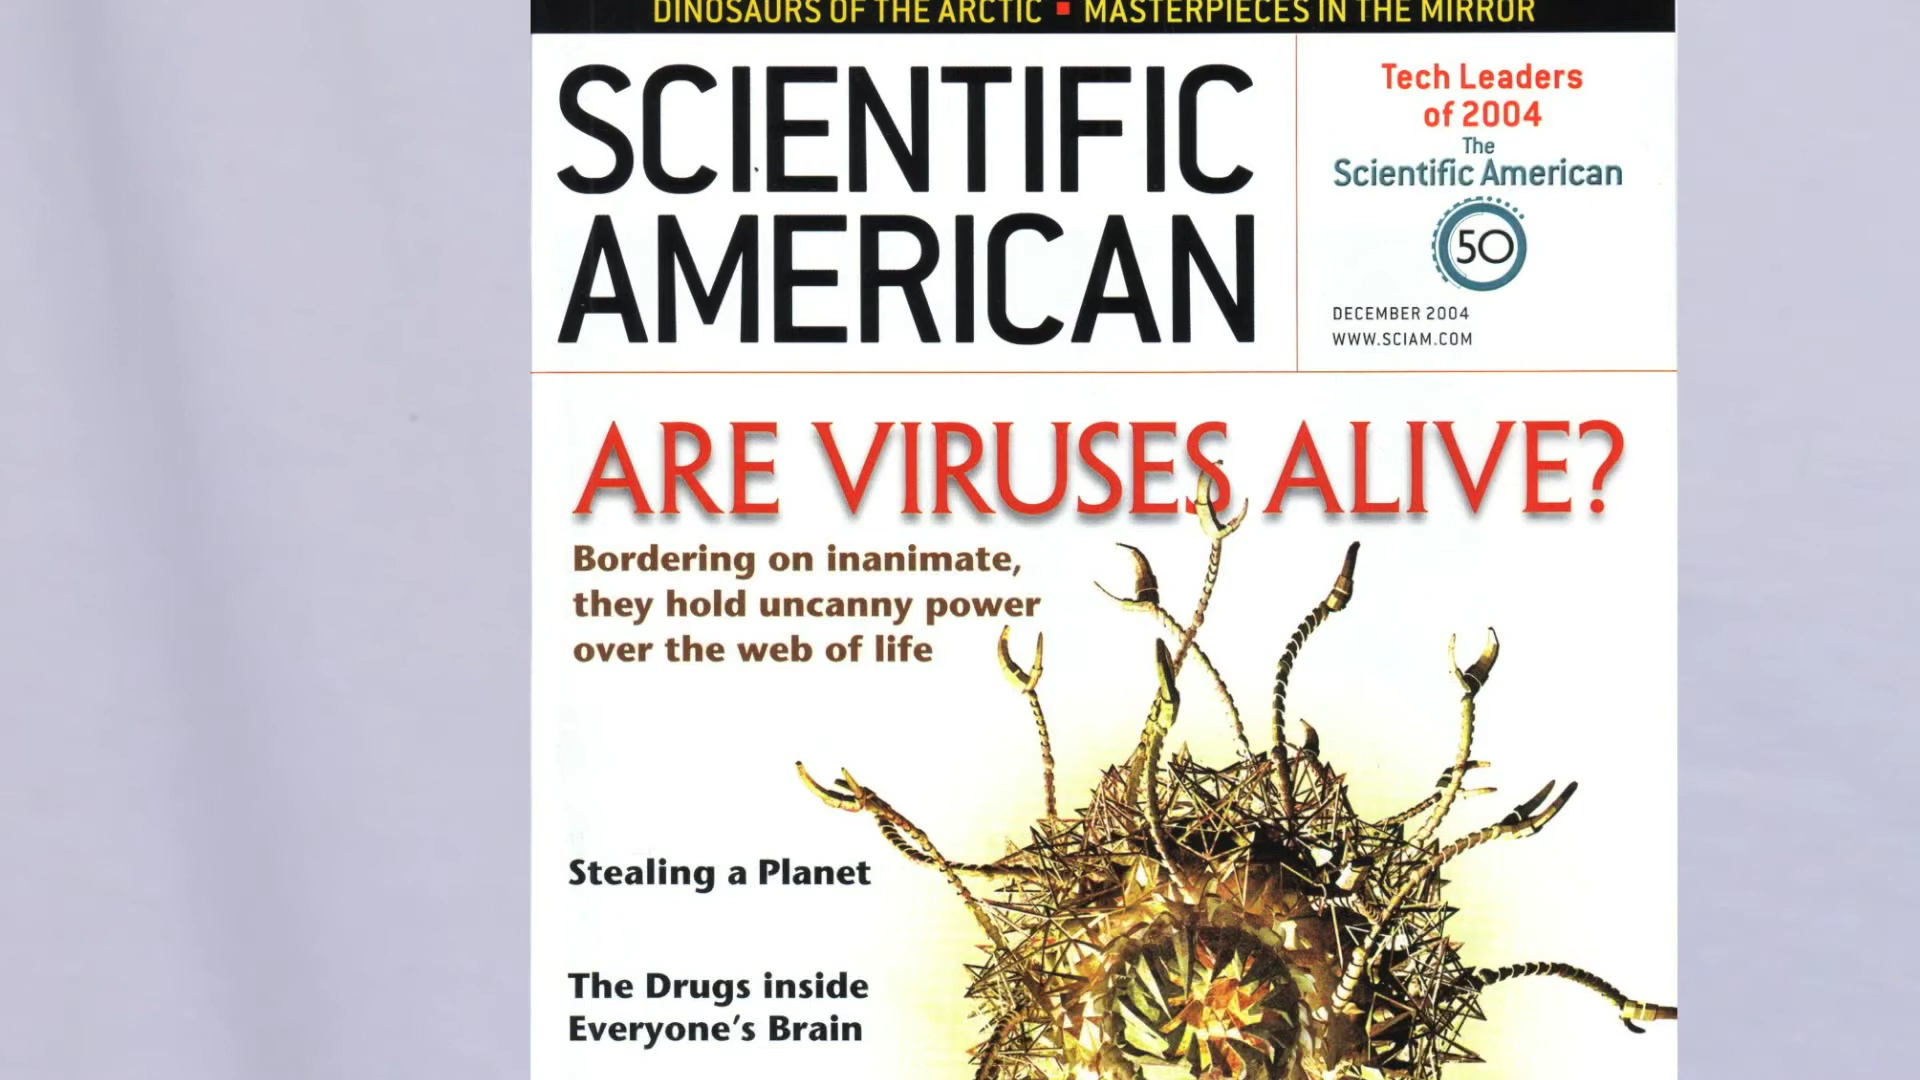 DINOSAURS OF THE ARCTIC ▪ MASTERPIECES IN THE MIRROR
SCIENTIFIC
AMERICAN
Tech Leaders
of 2004
The
Scientific American
50
DECEMBER 2004
WWW.SCIAM.COM
ARE VIRUSES ALIVE?
Bordering on inanimate,
they hold uncanny power
over the web of life
Stealing a Planet
The Drugs inside
Everyone's Brain